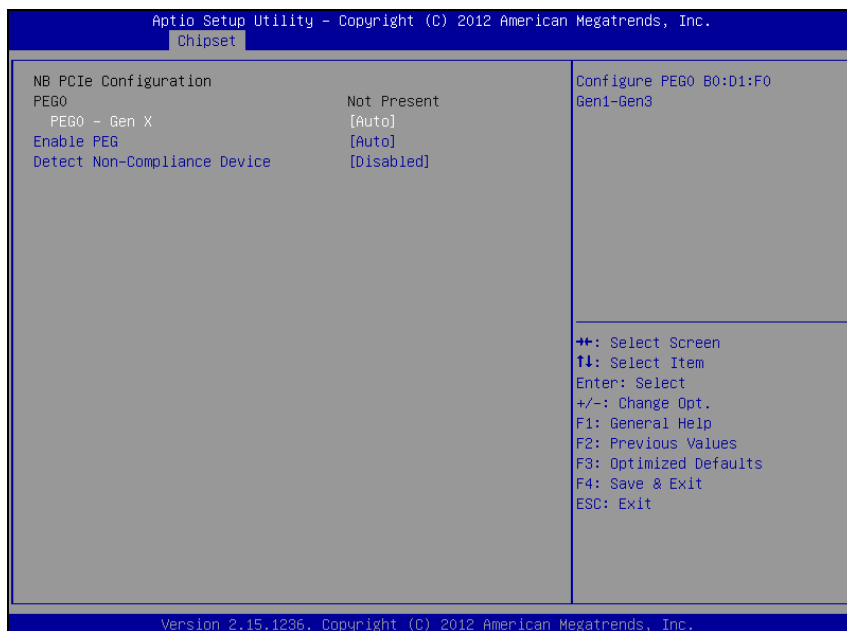 Aptio Setup Utility – Copyright (C) 2012 American Megatrends, Inc.
Chipset
NB PCIe Configuration
PEG0 Not Present
PEG0 – Gen X [Auto]
Enable PEG [Auto]
Detect Non-Compliance Device [Disabled]
Configure PEG0 B0:D1:F0
Gen1-Gen3
→←: Select Screen
↑↓: Select Item
Enter: Select
+/-: Change Opt.
F1: General Help
F2: Previous Values
F3: Optimized Defaults
F4: Save & Exit
ESC: Exit
Version 2.15.1236. Copyright (C) 2012 American Megatrends, Inc.